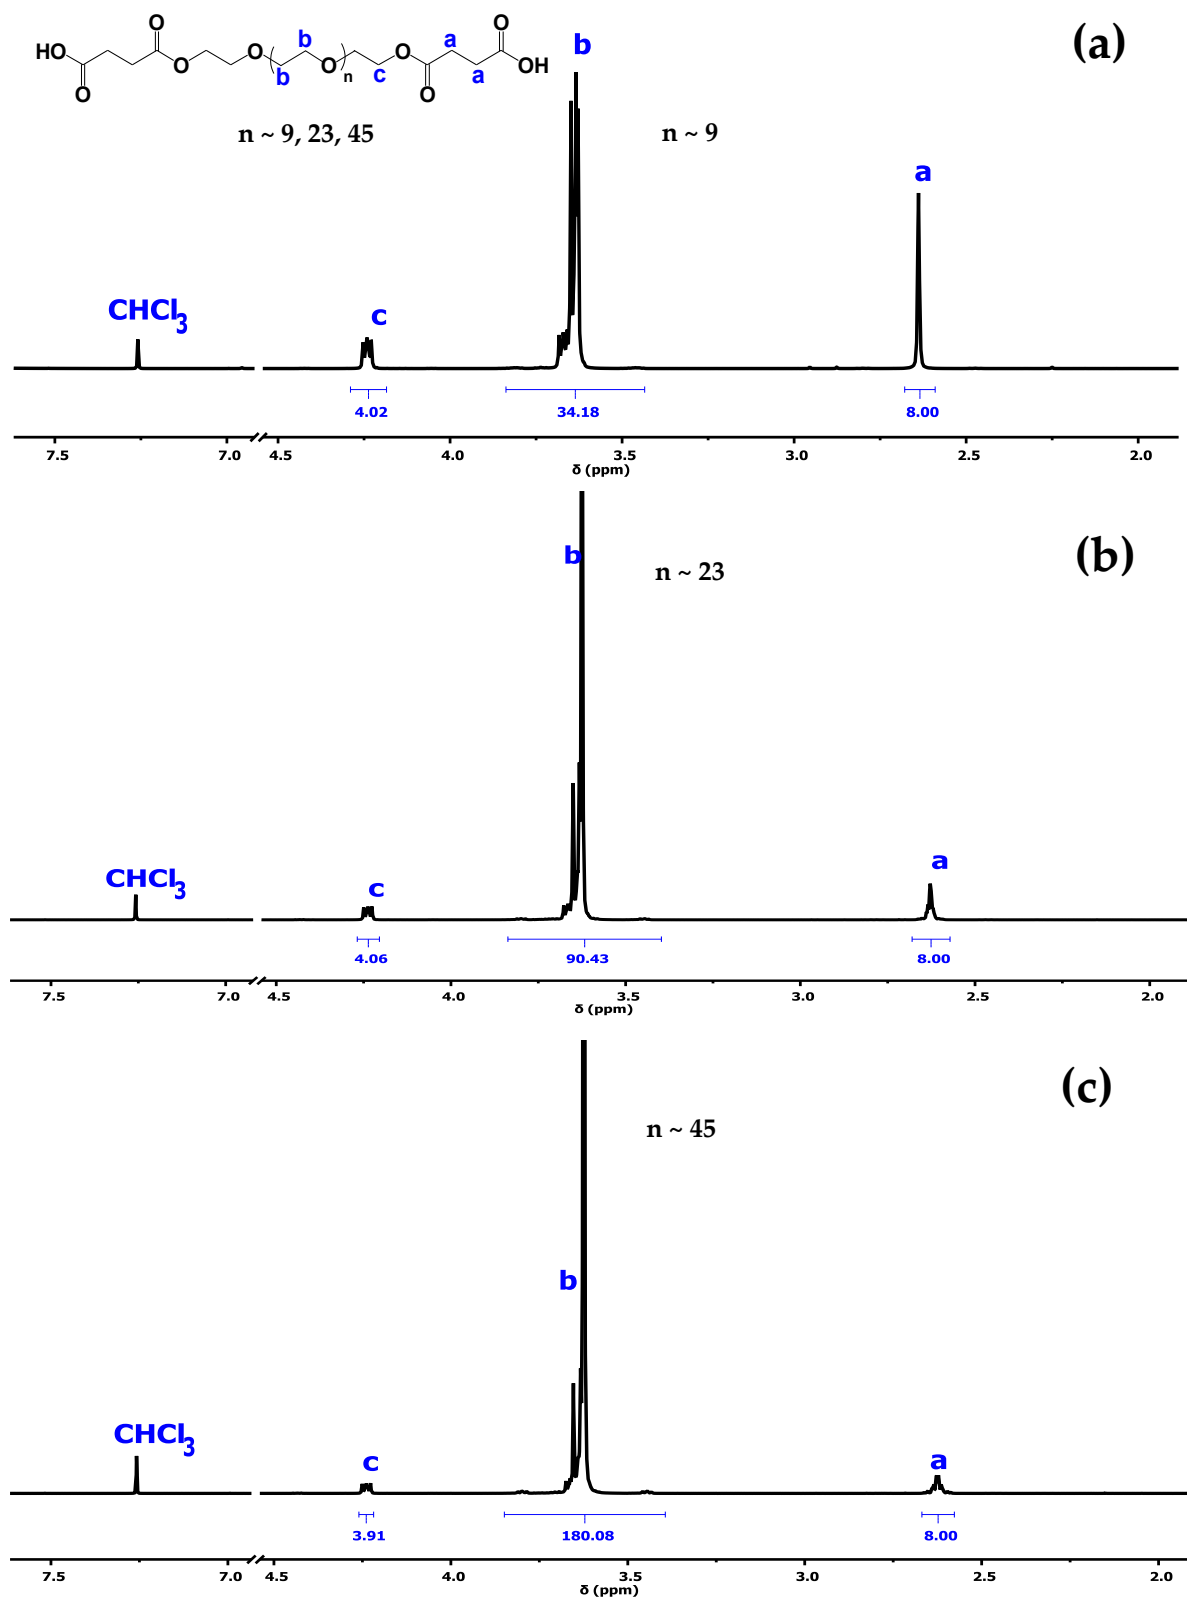 (a)
O
O
HO
O
O
O
O
OH
O
O
b
b
n
c
a
a
b
n ~ 9, 23, 45
n ~ 9
a
CHCl3
c
4.02
34.18
8.00
7.5 7.0 4.5 4.0 3.5 3.0 2.5 2.0
δ (ppm)
(b)
b
n ~ 23
a
CHCl3
c
4.06
90.43
8.00
7.5 7.0 4.5 4.0 3.5 3.0 2.5 2.0
δ (ppm)
(c)
n ~ 45
b
CHCl3
c
a
3.91
180.08
8.00
7.5 7.0 4.5 4.0 3.5 3.0 2.5 2.0
δ (ppm)